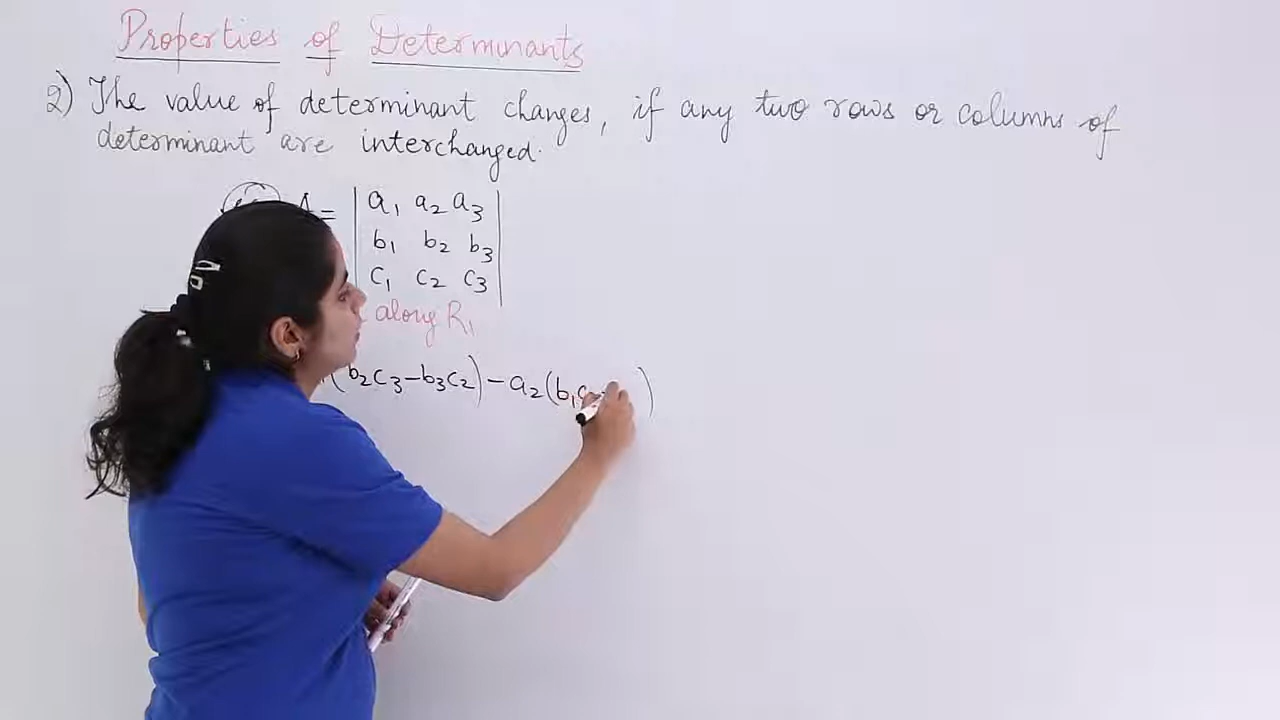 Properties of Determinants
2) The value of determinant changes, if any two rows or columns of
determinant are interchanged.
= | a₁ a₂ a₃ |
| b₁ b₂ b₃ |
| c₁ c₂ c₃ |
along R₁
(b₂c₃-b₃c₂) - a₂(b₁c )